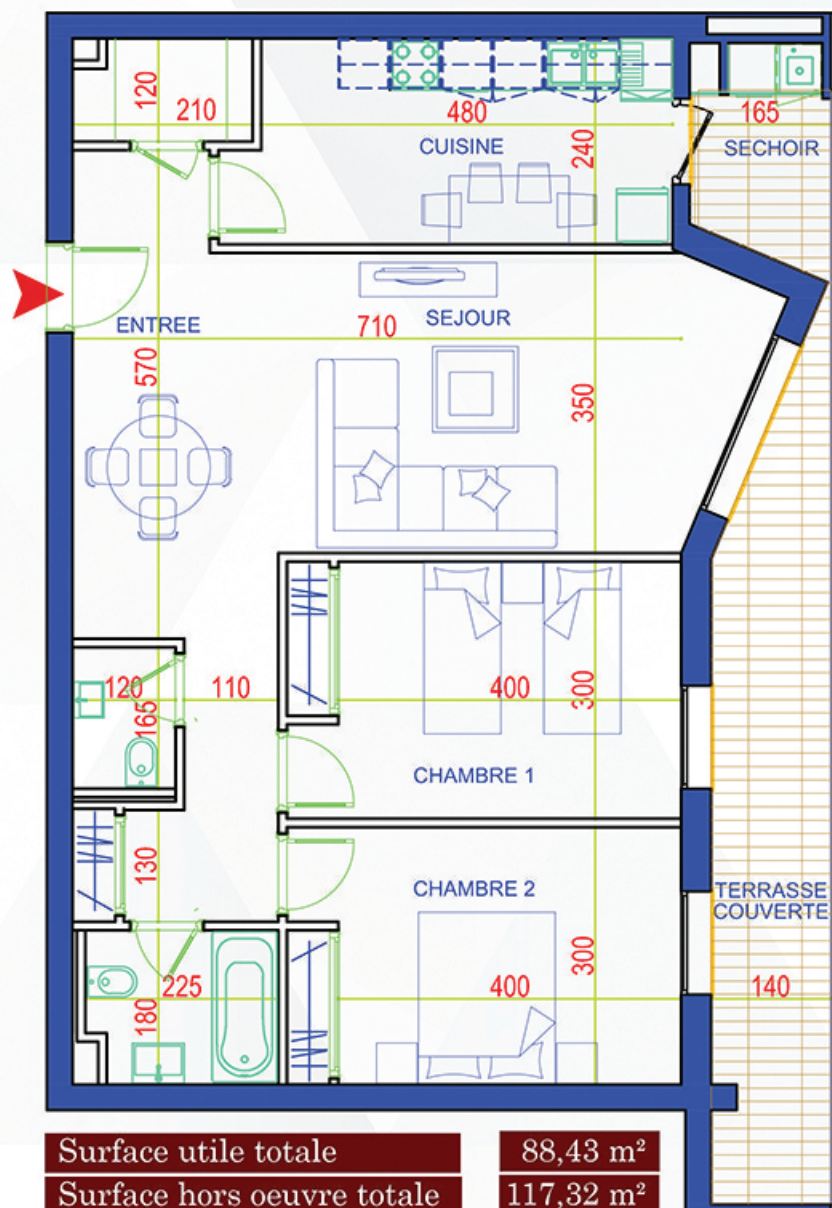 120
210
480
165
CUISINE
240
SECHOIR
ENTREE
710
SEJOUR
570
350
120
110
165
400
300
CHAMBRE 1
130
CHAMBRE 2
TERRASSE
COUVERTE
225
180
400
300
140
Surface utile totale 88,43 m²
Surface hors oeuvre totale 117,32 m²